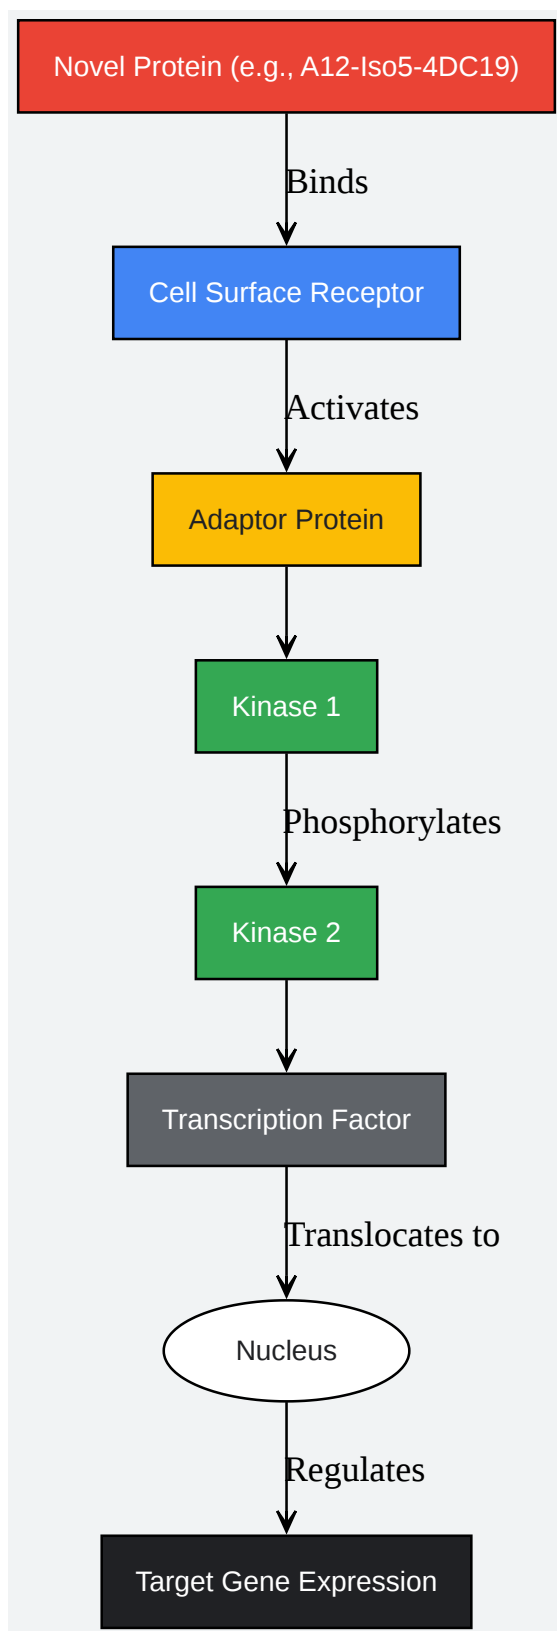 Novel Protein (e.g., A12-Iso5-4DC19)
Binds
Cell Surface Receptor
Activates
Adaptor Protein
Kinase 1
Phosphorylates
Kinase 2
Transcription Factor
Translocates to
Nucleus
Regulates
Target Gene Expression